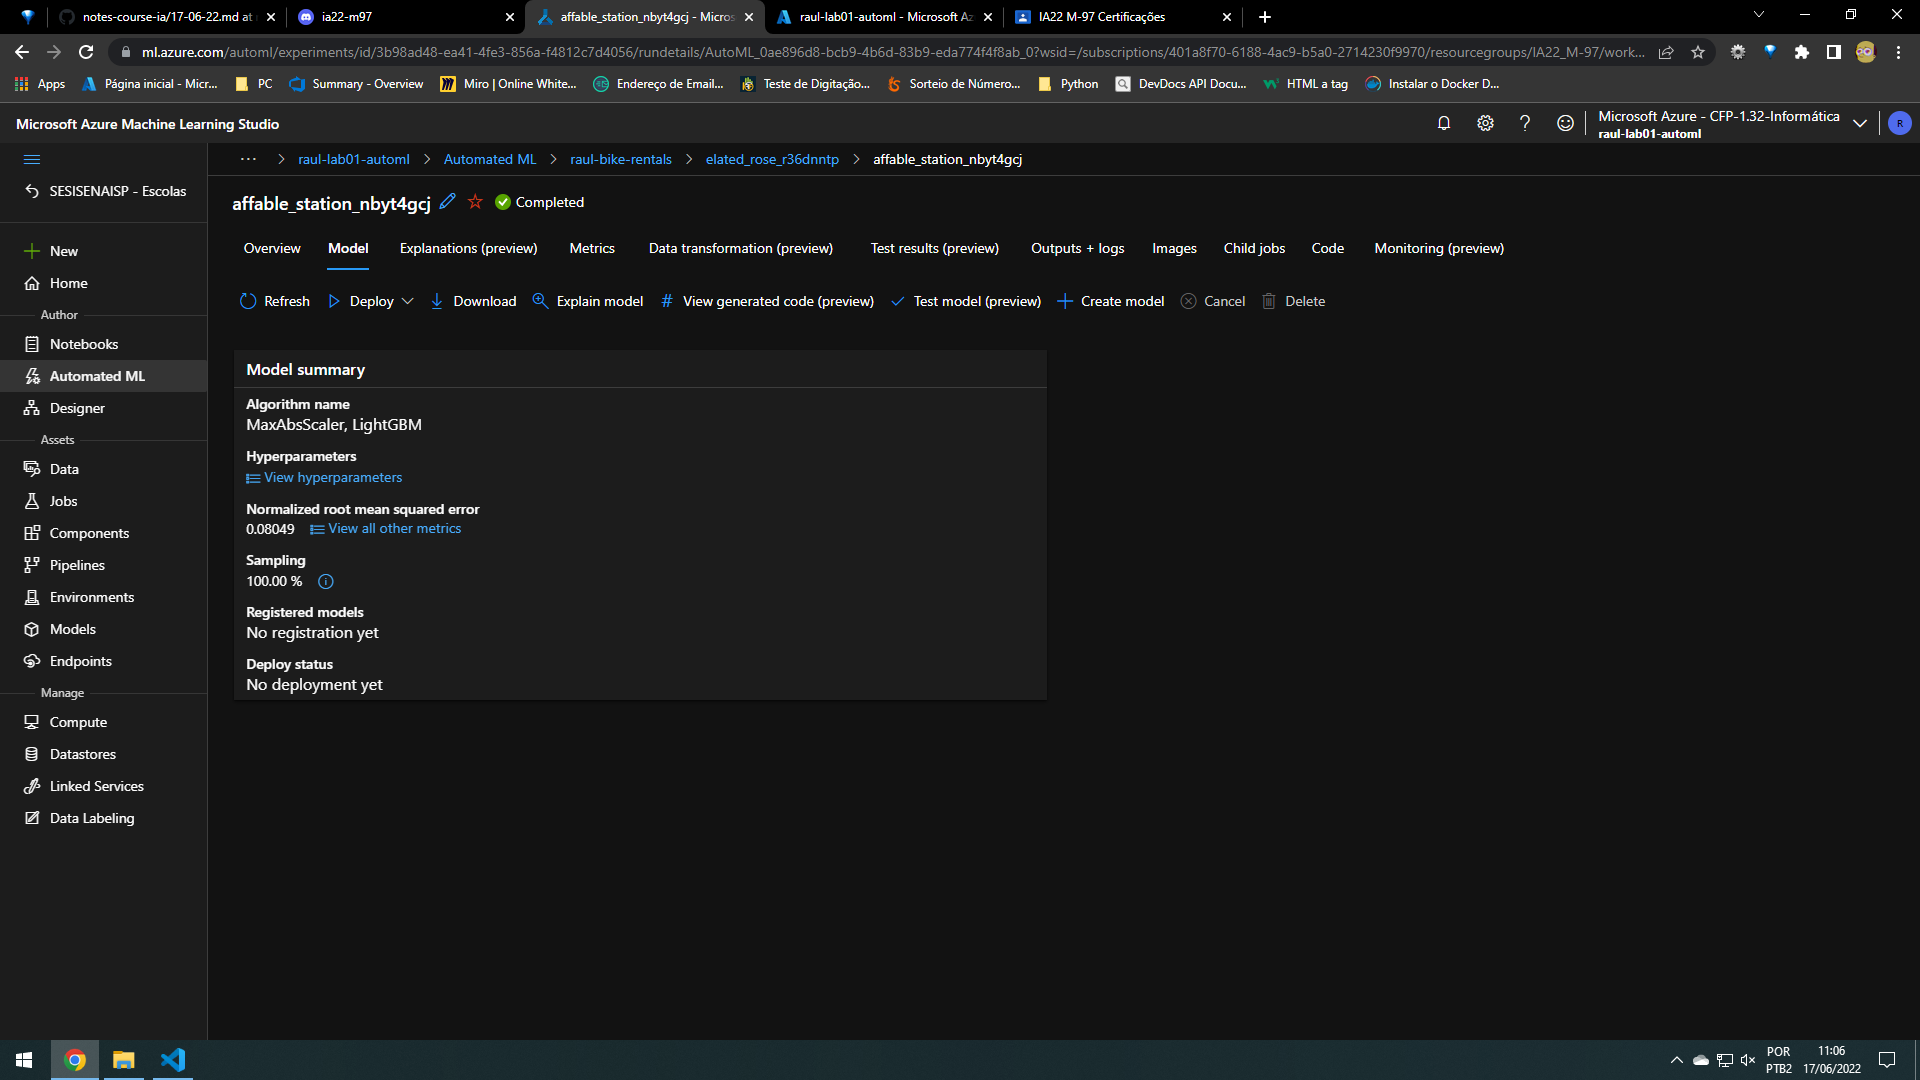 notes-course-ia/17-06-22.md at
ia22-m97
affable_station_nbyt4gcj - Micros
raul-lab01-automl - Microsoft Az
IA22 M-97 Certificações
ml.azure.com/automl/experiments/id/3b98ad48-ea41-4fe3-856a-f4812c7d4056/rundetails/AutoML_0ae896d8-bcb9-4b6d-83b9-eda774f4f8ab_0?wsid=/subscriptions/401a8f70-6188-4ac9-b5a0-2714230f9970/resourcegroups/IA22_M-97/work...
Apps
Página inicial - Micr...
PC
Summary - Overview
Miro | Online White...
Endereço de Email...
Teste de Digitação...
Sorteio de Número...
Python
DevDocs API Docu...
HTML a tag
Instalar o Docker D...
Microsoft Azure Machine Learning Studio
Microsoft Azure - CFP-1.32-Informática
raul-lab01-automl
R
SESISENAISP - Escolas
New
Home
Author
Notebooks
Automated ML
Designer
Assets
Data
Jobs
Components
Pipelines
Environments
Models
Endpoints
Manage
Compute
Datastores
Linked Services
Data Labeling
... > raul-lab01-automl > Automated ML > raul-bike-rentals > elated_rose_r36dnntp > affable_station_nbyt4gcj
affable_station_nbyt4gcj Completed
Overview
Model
Explanations (preview)
Metrics
Data transformation (preview)
Test results (preview)
Outputs + logs
Images
Child jobs
Code
Monitoring (preview)
Refresh
Deploy
Download
Explain model
# View generated code (preview)
Test model (preview)
Create model
Cancel
Delete
Model summary
Algorithm name
MaxAbsScaler, LightGBM
Hyperparameters
View hyperparameters
Normalized root mean squared error
0.08049 View all other metrics
Sampling
100.00 %
Registered models
No registration yet
Deploy status
No deployment yet
POR
PTB2
11:06
17/06/2022